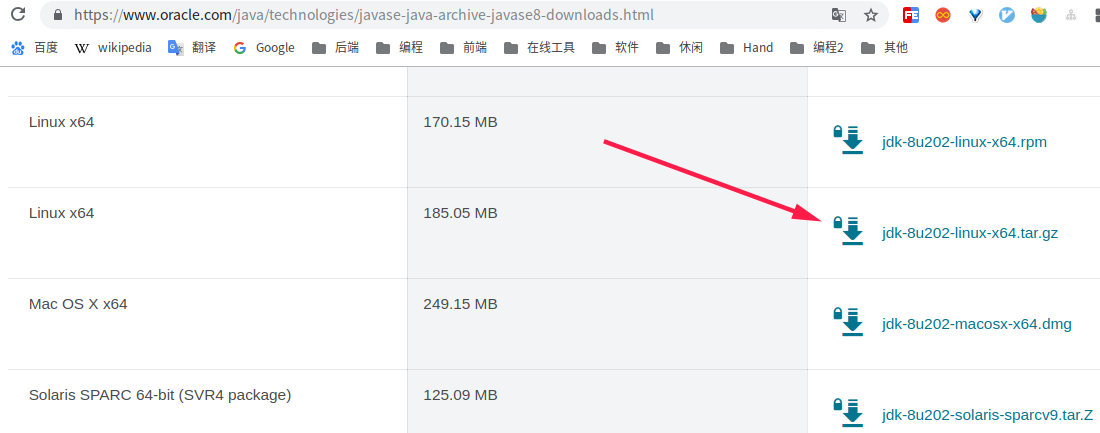 https://www.oracle.com/java/technologies/javase-java-archive-javase8-downloads.html
百度 wikipedia 翻译 Google 后端 编程 前端 在线工具 软件 休闲 Hand 编程2 其他
Linux x64 170.15 MB jdk-8u202-linux-x64.rpm
Linux x64 185.05 MB jdk-8u202-linux-x64.tar.gz
Mac OS X x64 249.15 MB jdk-8u202-macosx-x64.dmg
Solaris SPARC 64-bit (SVR4 package) 125.09 MB jdk-8u202-solaris-sparcv9.tar.Z